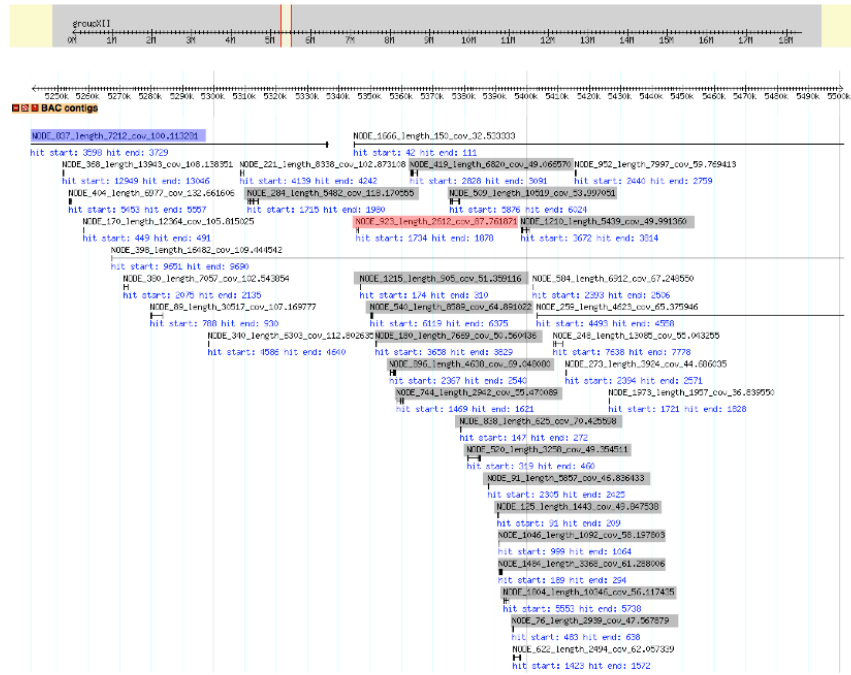 groupXII
0M 1M 2M 3M 4M 5M 6M 7M 8M 9M 10M 11M 12M 13M 14M 15M 16M 17M 18M
5250k 5260k 5270k 5280k 5290k 5300k 5310k 5320k 5330k 5340k 5350k 5360k 5370k 5380k 5390k 5400k 5410k 5420k 5430k 5440k 5450k 5460k 5470k 5480k 5490k 5500k
BAC contigs
NODE_837_length_7212_cov_100.113281 NODE_1666_length_150_cov_32.533333
hit start: 3598 hit end: 3729 hit start: 42 hit end: 111
NODE_368_length_13943_cov_108.138351 NODE_221_length_8338_cov_102.873108 NODE_419_length_6820_cov_49.066570 NODE_952_length_7997_cov_59.769413
hit start: 12949 hit end: 13046 hit start: 4139 hit end: 4242 hit start: 2828 hit end: 3091 hit start: 2440 hit end: 2759
NODE_404_length_6977_cov_132.661606 NODE_284_length_5482_cov_118.170555 NODE_509_length_10519_cov_53.997051
hit start: 5453 hit end: 5557 hit start: 1715 hit end: 1980 hit start: 5876 hit end: 6024
NODE_170_length_12364_cov_105.815025 NODE_923_length_2612_cov_87.761871 NODE_1210_length_5439_cov_49.991360
hit start: 449 hit end: 491 hit start: 1734 hit end: 1878 hit start: 3672 hit end: 3814
NODE_398_length_16482_cov_109.444542
hit start: 9651 hit end: 9690
NODE_380_length_7057_cov_102.543854 NODE_1215_length_905_cov_51.359116 NODE_584_length_6912_cov_67.248550
hit start: 2075 hit end: 2135 hit start: 174 hit end: 310 hit start: 2393 hit end: 2506
NODE_89_length_30517_cov_107.169777 NODE_540_length_8589_cov_64.891022 NODE_259_length_4623_cov_65.375946
hit start: 788 hit end: 930 hit start: 6119 hit end: 6375 hit start: 4493 hit end: 4558
NODE_340_length_6303_cov_112.802635 NODE_180_length_7669_cov_50.560436 NODE_248_length_13085_cov_55.043255
hit start: 4586 hit end: 4640 hit start: 3658 hit end: 3829 hit start: 7638 hit end: 7778
NODE_896_length_4638_cov_69.048080 NODE_273_length_3924_cov_44.686035
hit start: 2367 hit end: 2540 hit start: 2394 hit end: 2571
NODE_744_length_2942_cov_55.470089 NODE_1973_length_1957_cov_36.839550
hit start: 1469 hit end: 1621 hit start: 1721 hit end: 1828
NODE_838_length_625_cov_70.425598
hit start: 147 hit end: 272
NODE_520_length_3258_cov_49.354511
hit start: 319 hit end: 460
NODE_91_length_5857_cov_46.836433
hit start: 2305 hit end: 2425
NODE_125_length_1443_cov_49.847538
hit start: 91 hit end: 209
NODE_1046_length_1092_cov_58.197803
hit start: 999 hit end: 1064
NODE_1484_length_3368_cov_61.288006
hit start: 189 hit end: 294
NODE_1804_length_10346_cov_56.117435
hit start: 5553 hit end: 5738
NODE_76_length_2939_cov_47.567879
hit start: 483 hit end: 638
NODE_622_length_2494_cov_62.057339
hit start: 1423 hit end: 1572